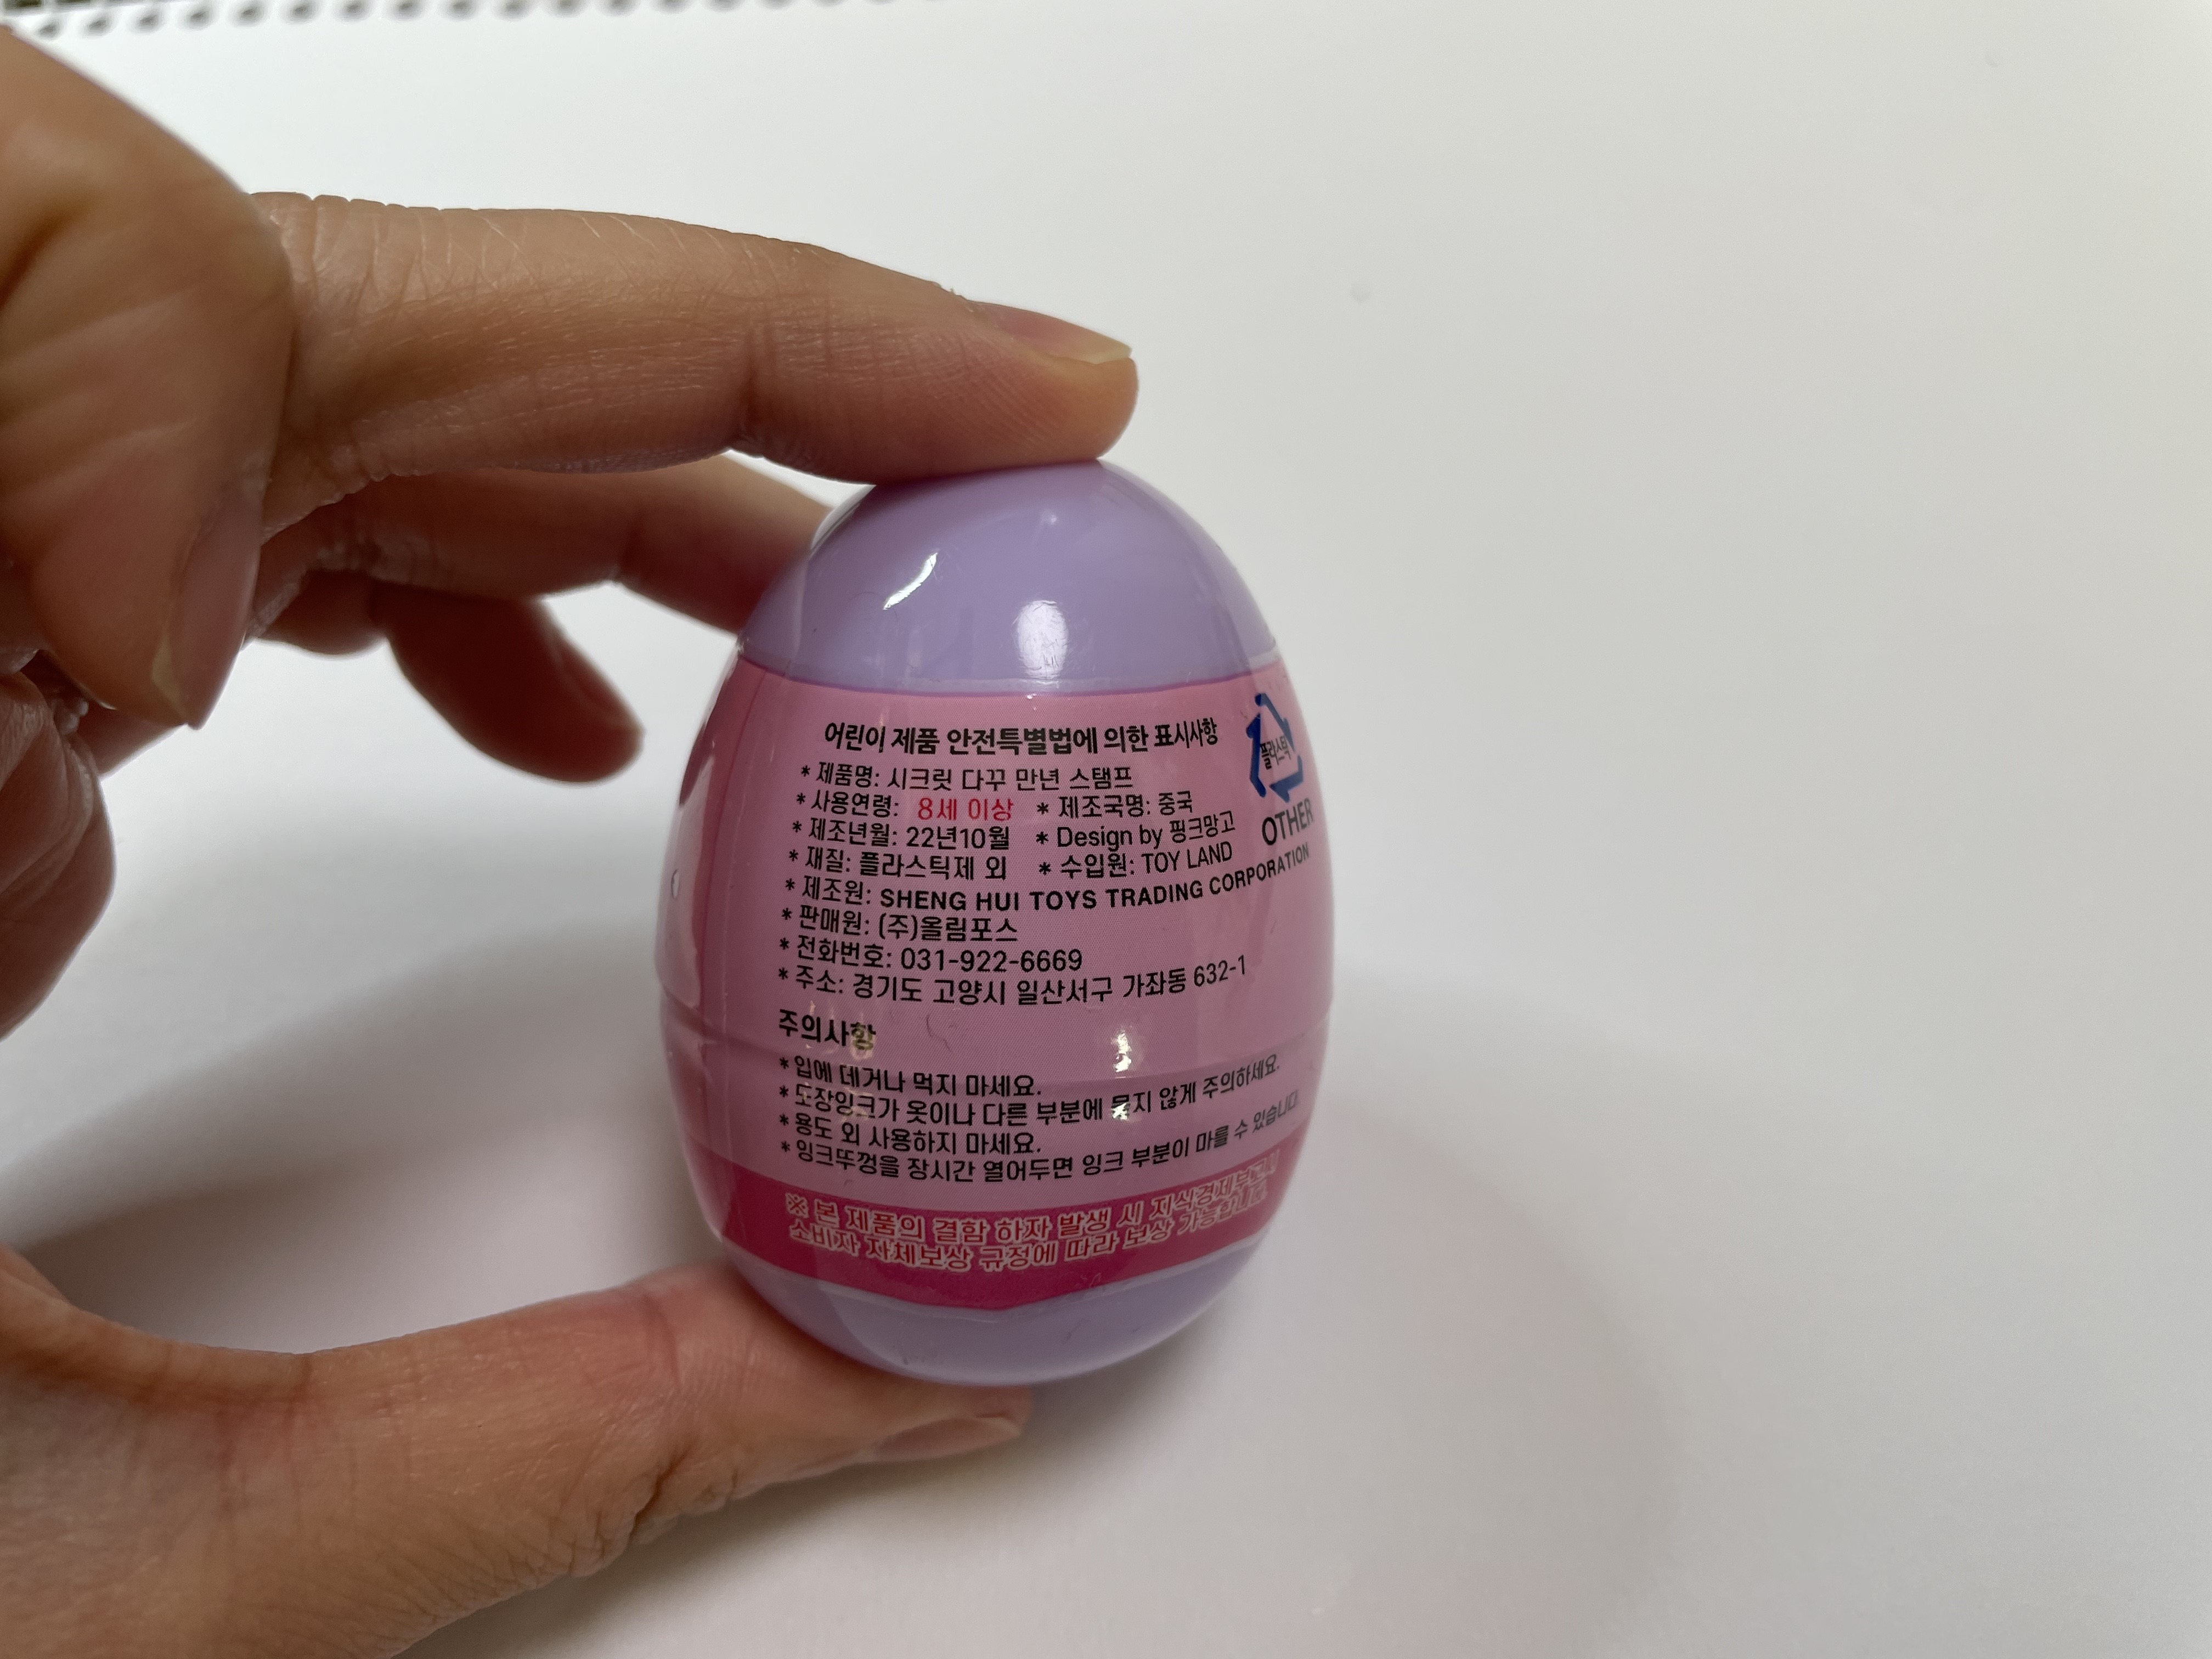 어린이 제품 안전특별법에 의한 표시사항
플라스틱
OTHER
* 제품명: 시크릿 다꾸 만년 스탬프
* 사용연령: 8세 이상 * 제조국명: 중국
* 제조년월: 22년10월 * Design by 핑크망고
* 재질: 플라스틱제 외 * 수입원: TOY LAND
* 제조원: SHENG HUI TOYS TRADING CORPORATION
* 판매원: (주)올림포스
* 전화번호: 031-922-6669
* 주소: 경기도 고양시 일산서구 가좌동 632-1
주의사항
* 입에 데거나 먹지 마세요.
* 도장잉크가 옷이나 다른 부분에 묻지 않게 주의하세요.
* 용도 외 사용하지 마세요.
* 잉크뚜껑을 장시간 열어두면 잉크 부분이 마를 수 있습니다.
※ 본 제품의 결함 하자 발생 시 지식경제부고시
소비자 자체보상 규정에 따라 보상 가능합니다.